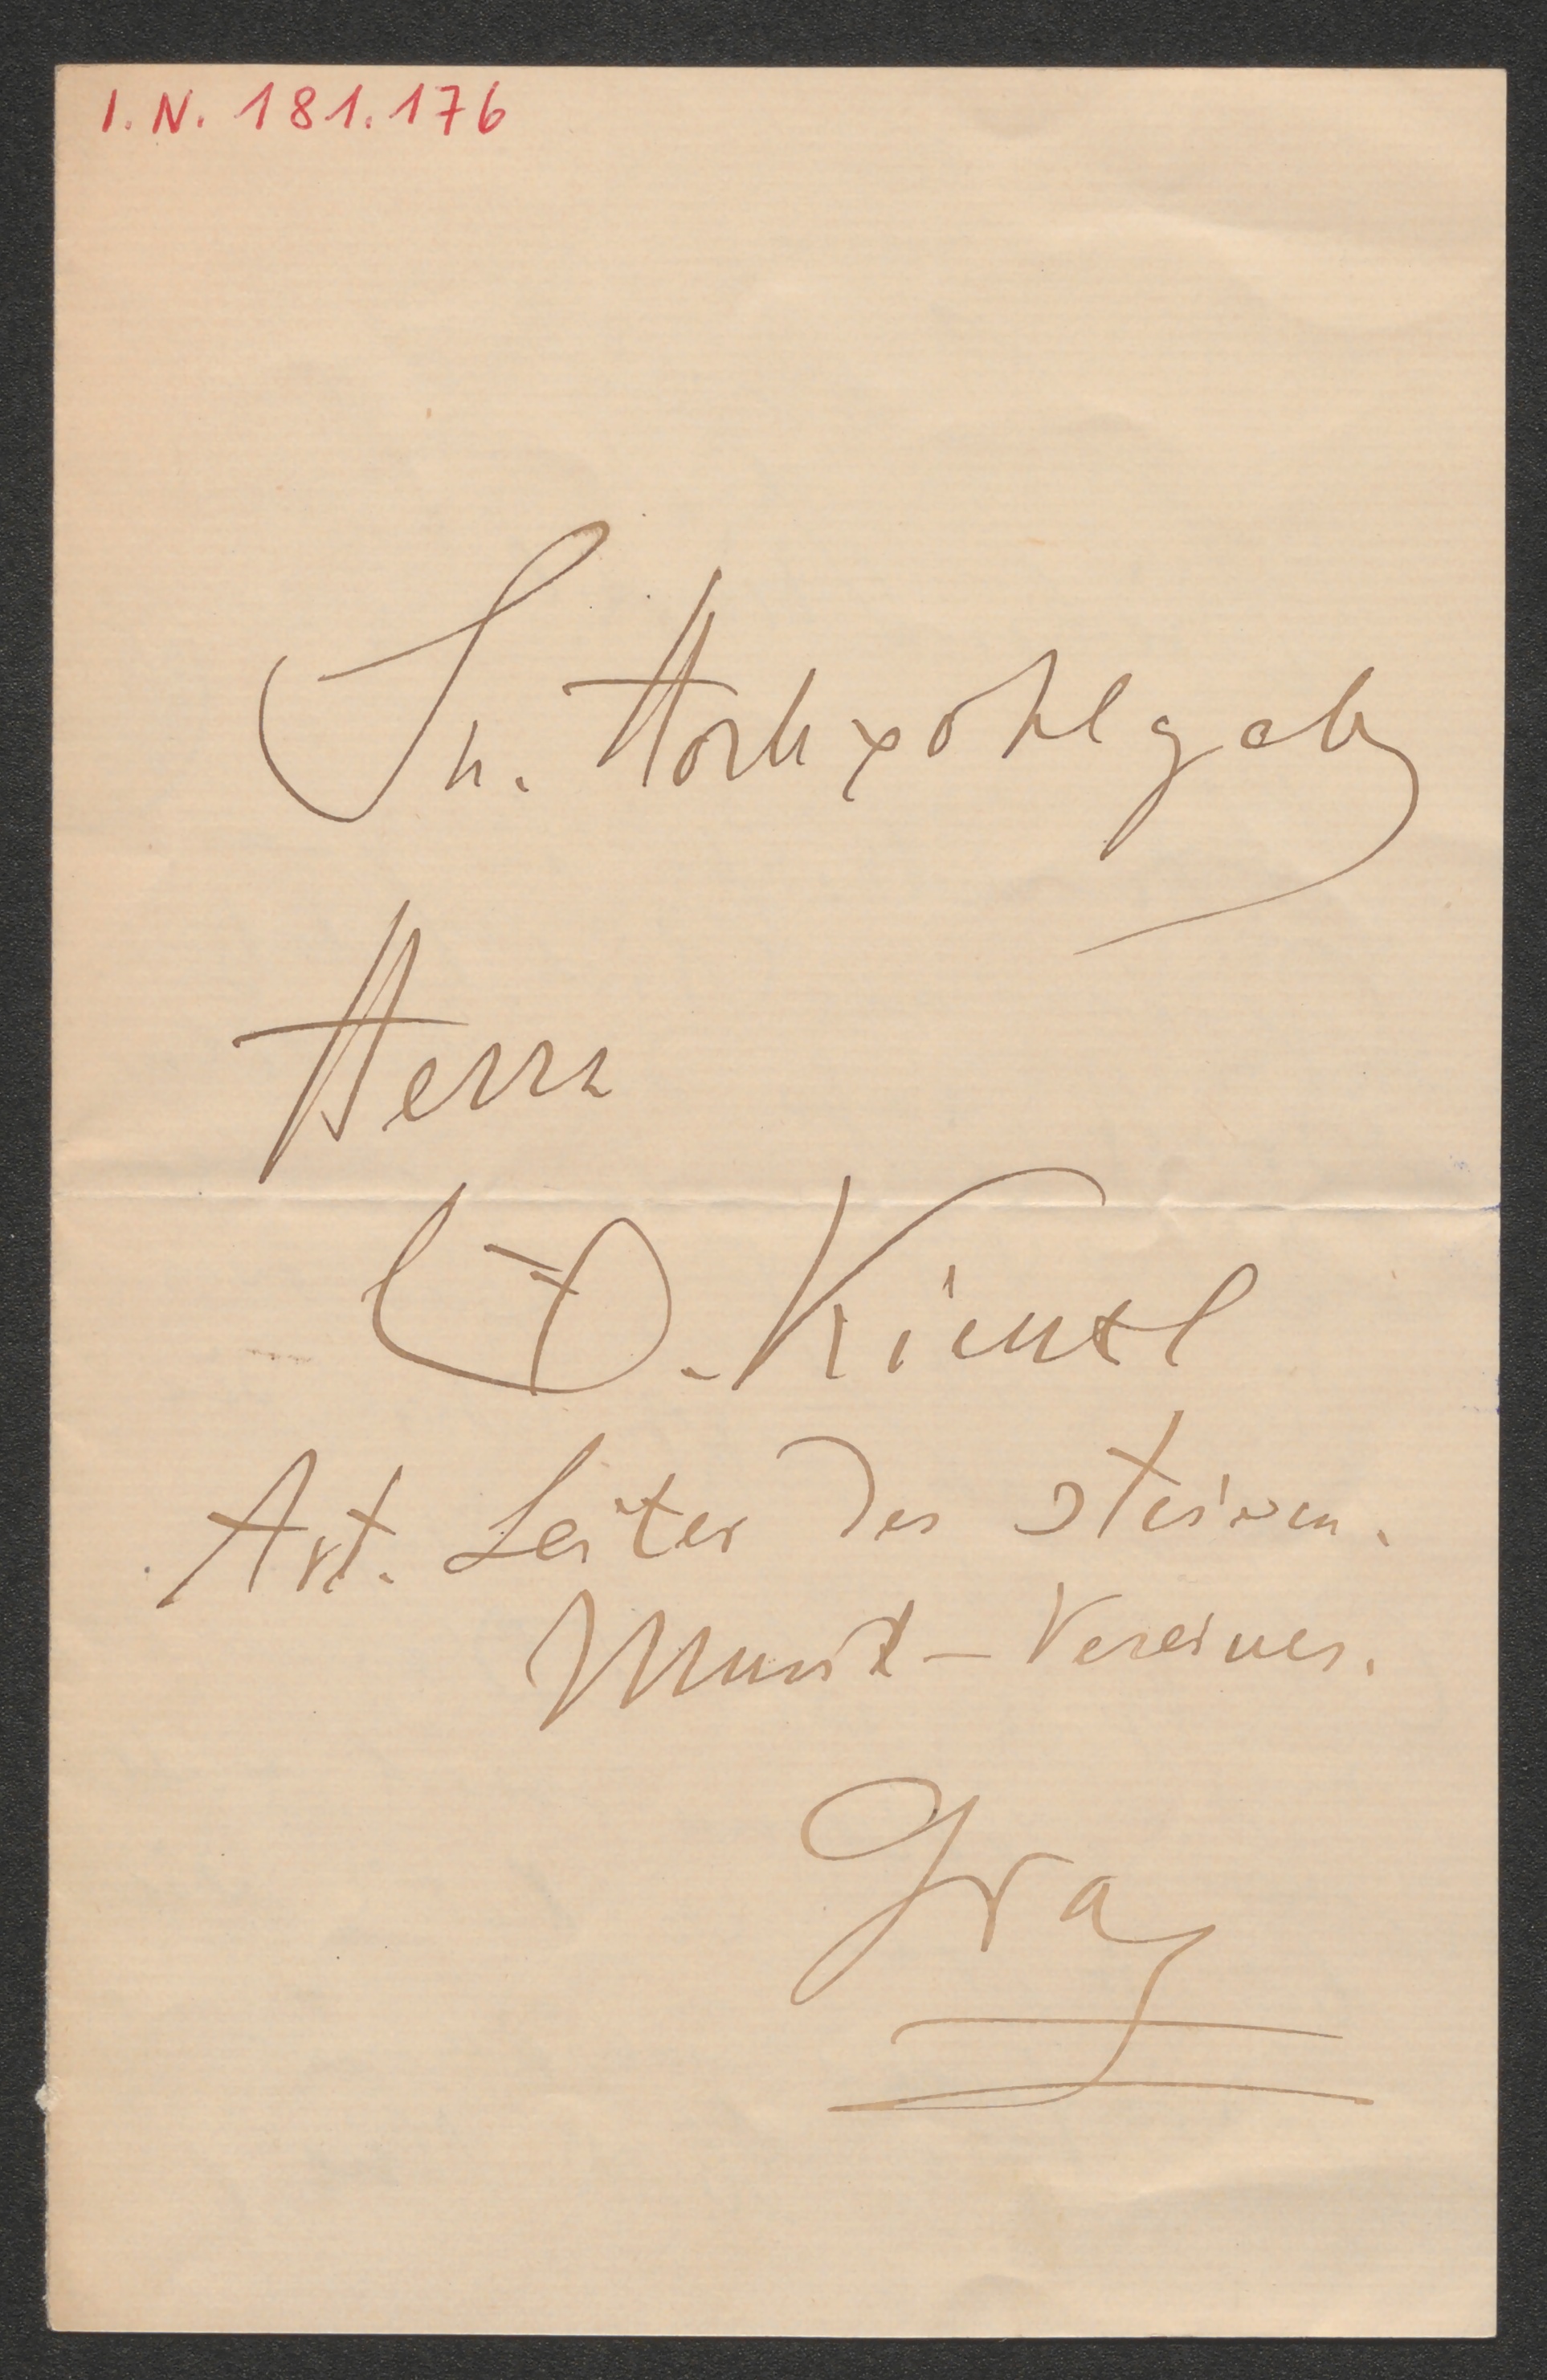 I.N. 181.176
Sr. Hochwohlgeb
Herrn
D. Kienzl
Art. Leiter des steierm.
Musik-Vereines.
Graz